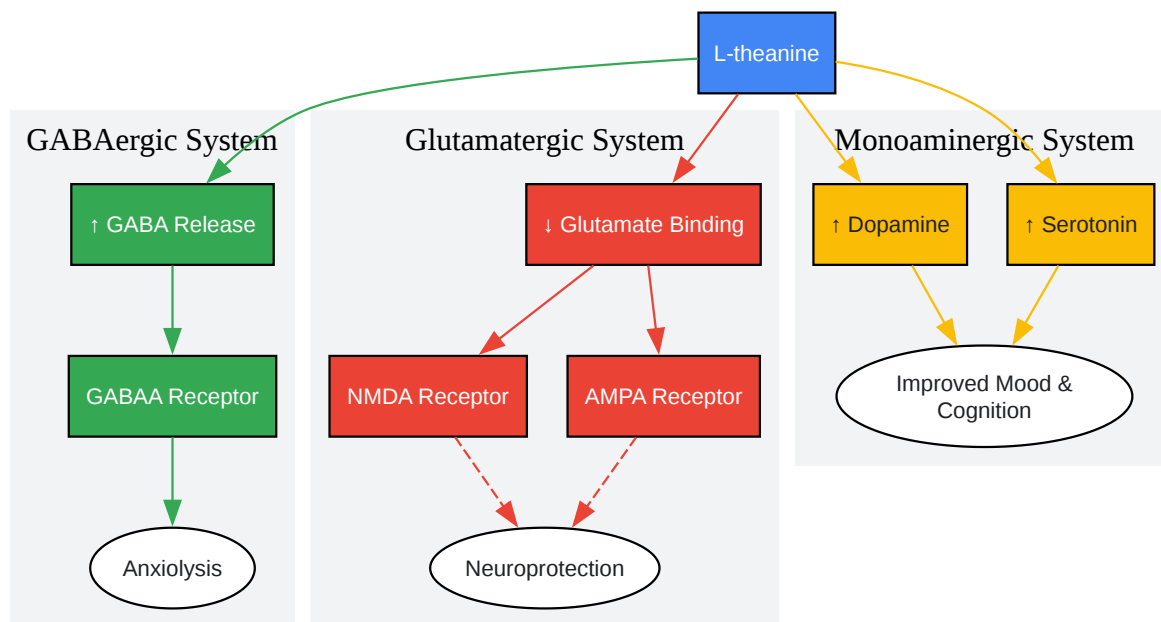 L-theanine
GABAergic System
Glutamatergic System
Monoaminergic System
↑ GABA Release
↓ Glutamate Binding
↑ Dopamine
↑ Serotonin
GABAA Receptor
NMDA Receptor
AMPA Receptor
Improved Mood &
Cognition
Anxiolysis
Neuroprotection